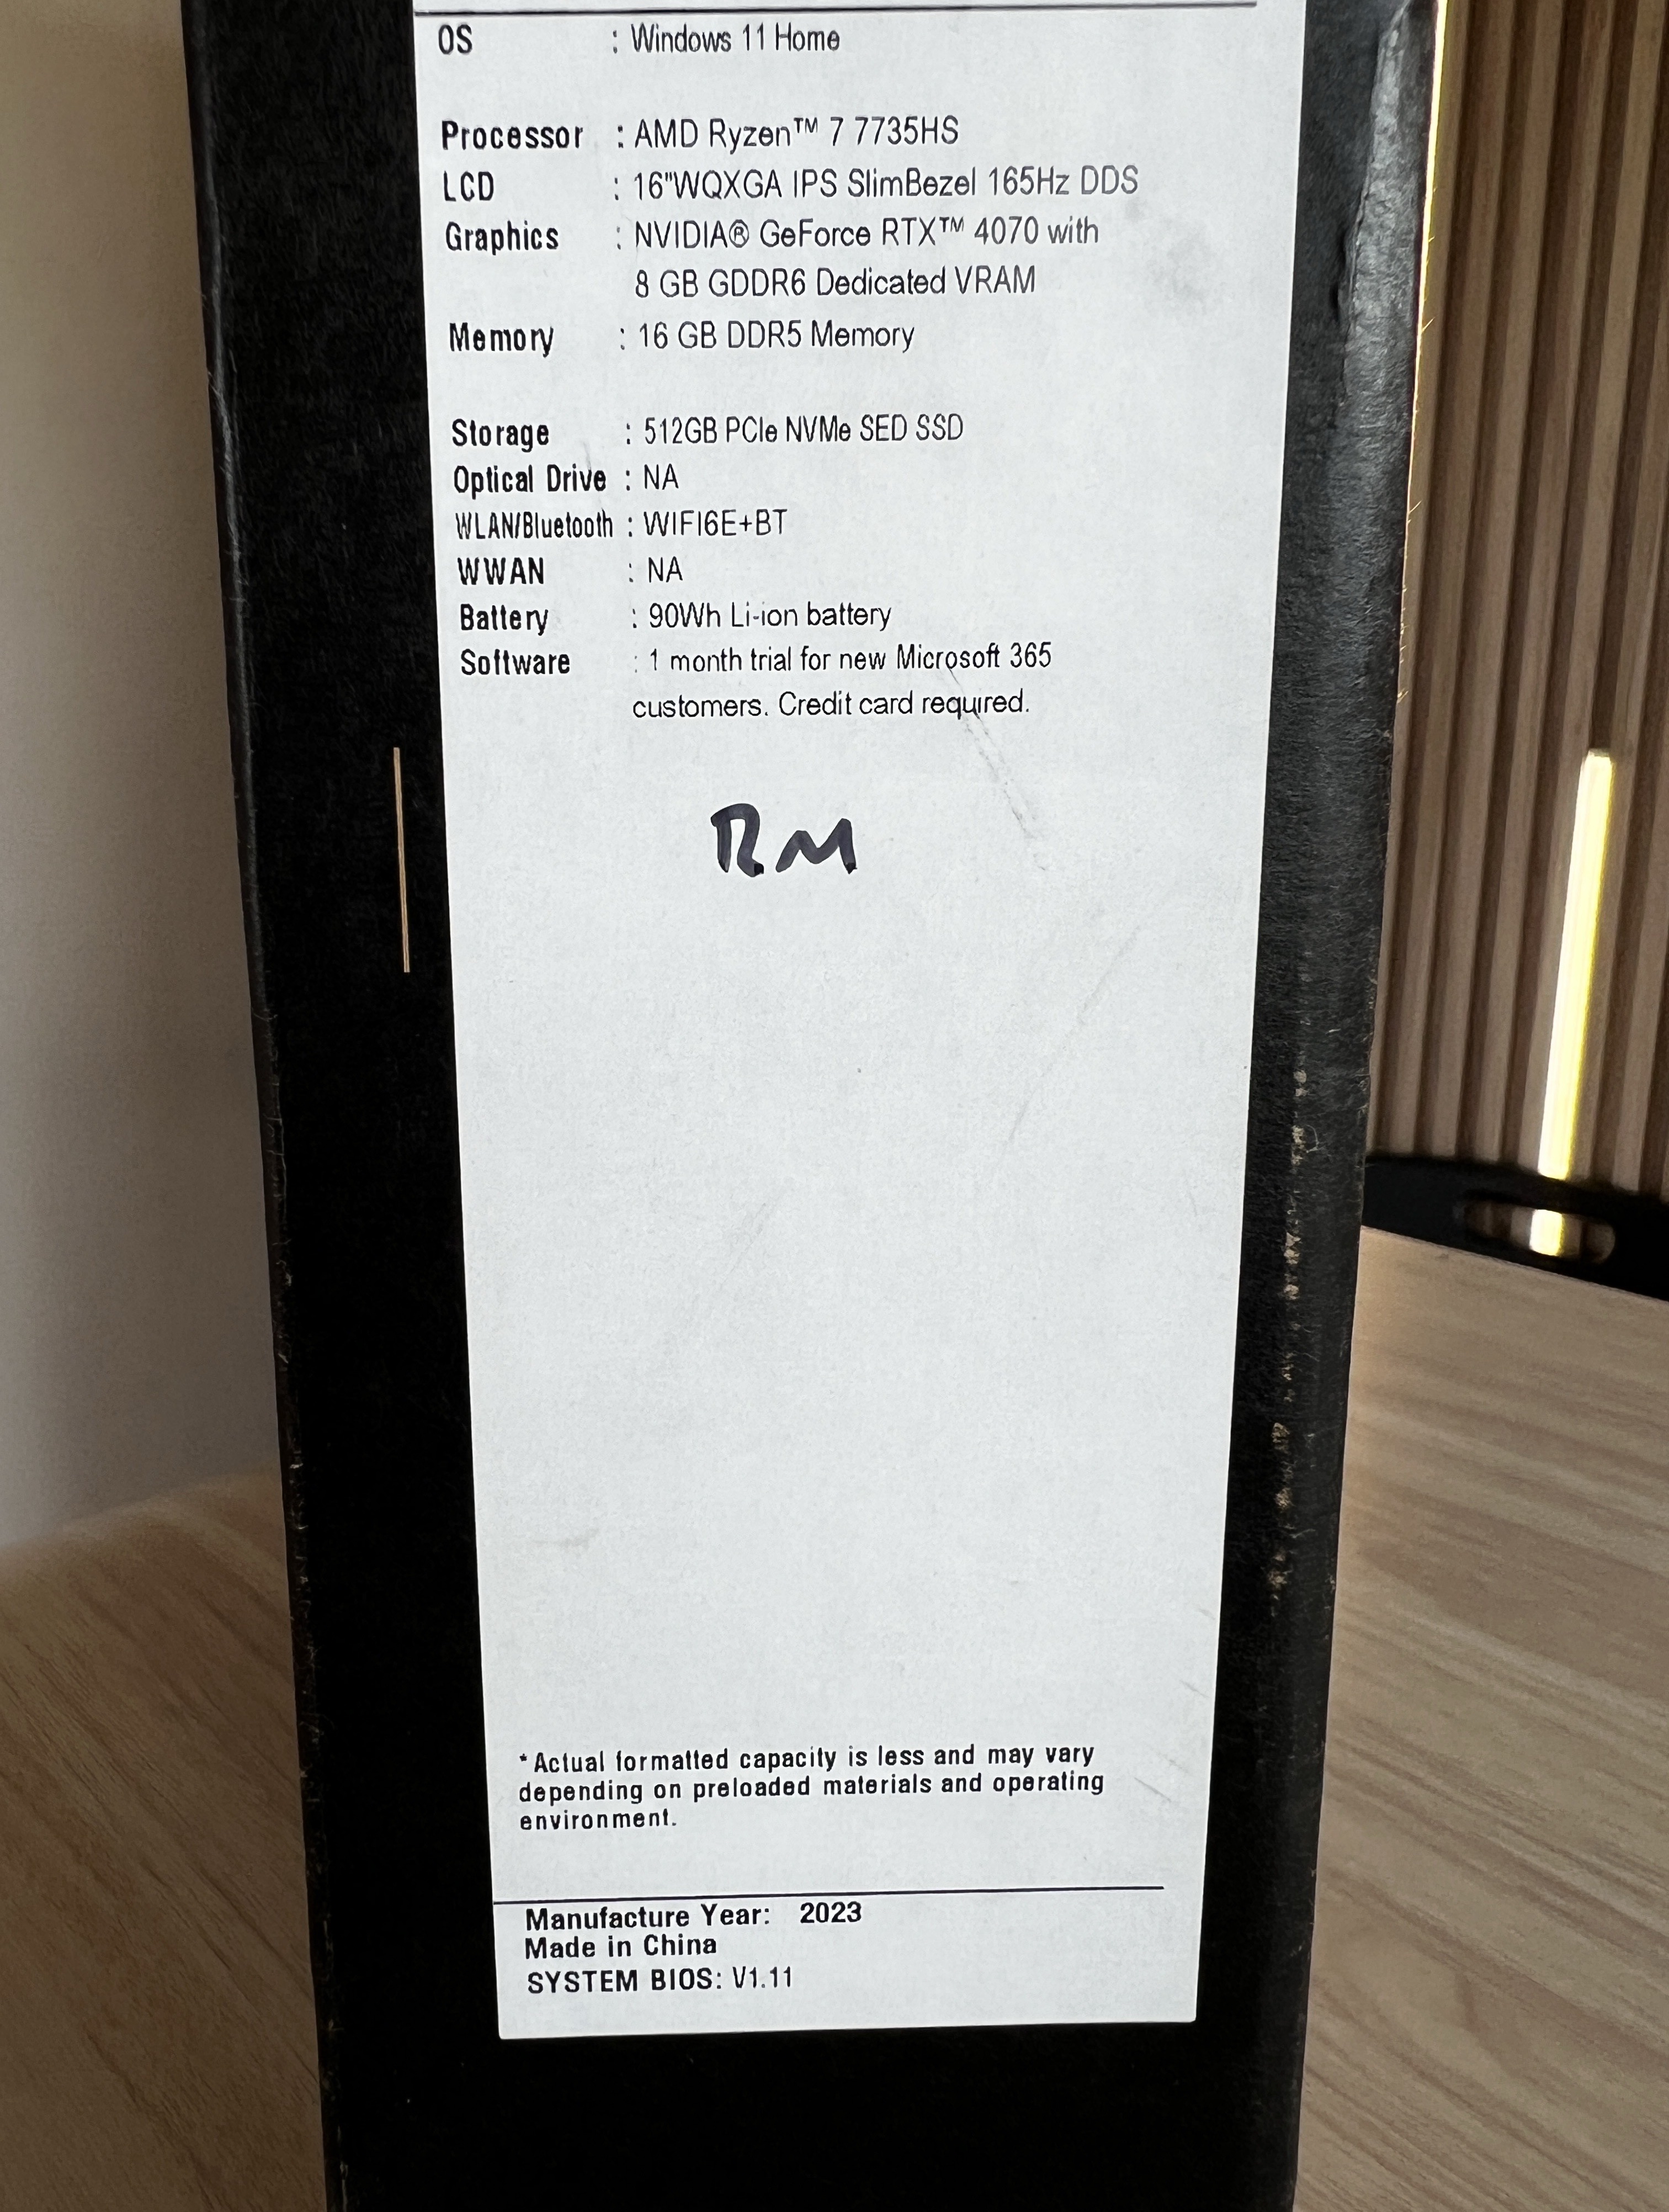 OS : Windows 11 Home
Processor : AMD Ryzen™ 7 7735HS
LCD : 16"WQXGA IPS SlimBezel 165Hz DDS
Graphics : NVIDIA® GeForce RTX™ 4070 with
8 GB GDDR6 Dedicated VRAM
Memory : 16 GB DDR5 Memory
Storage : 512GB PCIe NVMe SED SSD
Optical Drive : NA
WLAN/Bluetooth : WIFI6E+BT
WWAN : NA
Battery : 90Wh Li-ion battery
Software : 1 month trial for new Microsoft 365
customers. Credit card required.
RM
*Actual formatted capacity is less and may vary
depending on preloaded materials and operating
environment.
Manufacture Year: 2023
Made in China
SYSTEM BIOS: V1.11